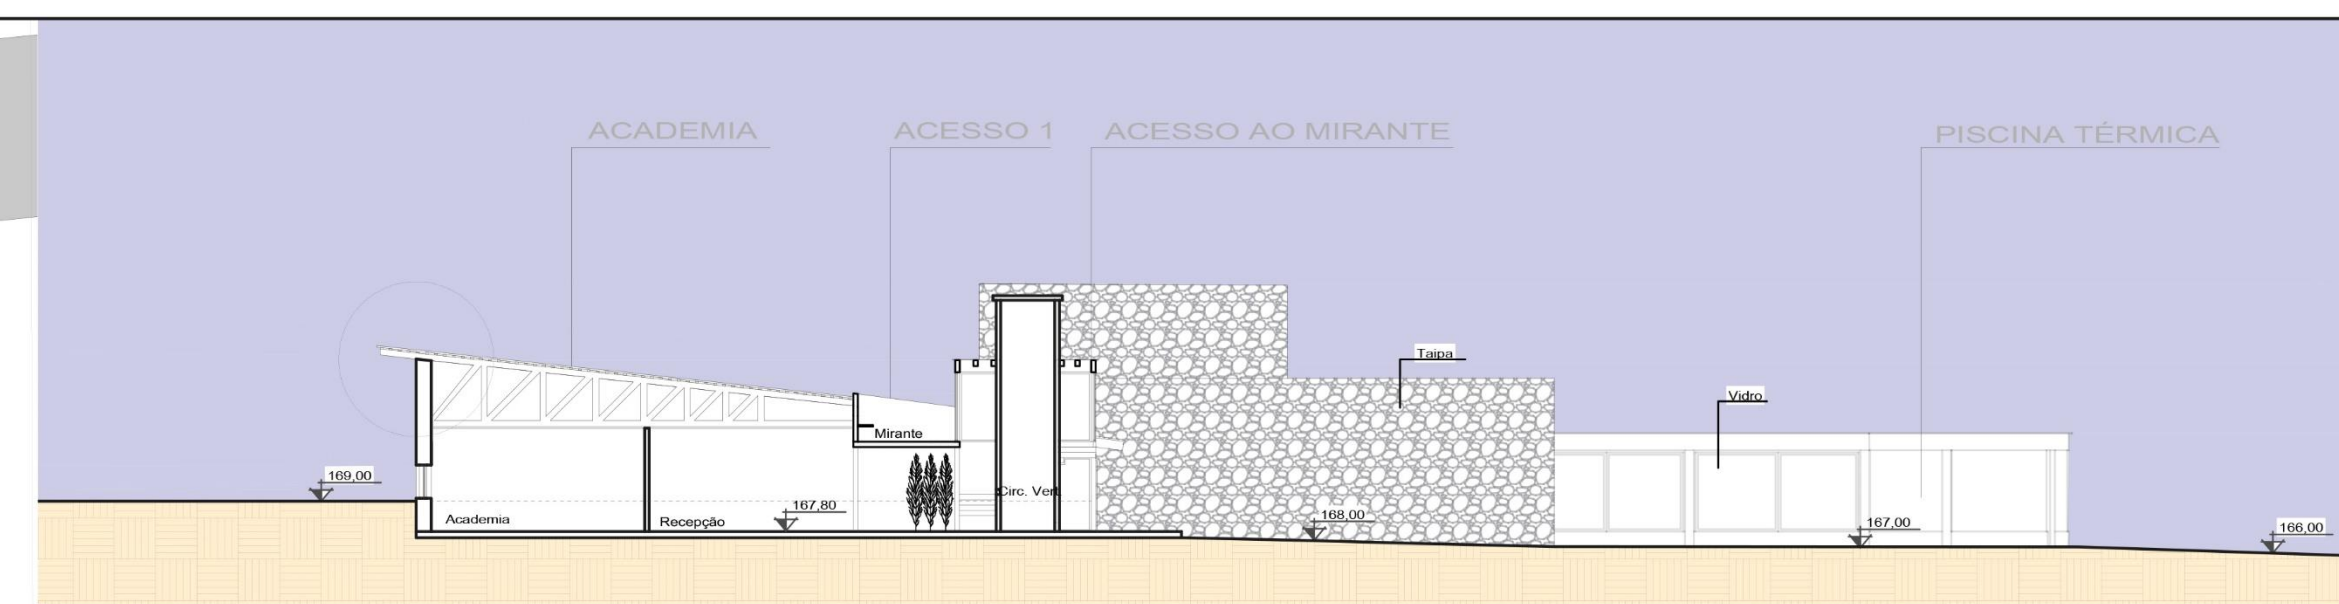 ACADEMIA
ACESSO 1
ACESSO AO MIRANTE
PISCINA TÉRMICA
Taipa
Vidro
Mirante
169,00
Circ. Vert
167,80
Academia
Recepção
168,00
167,00
166,00